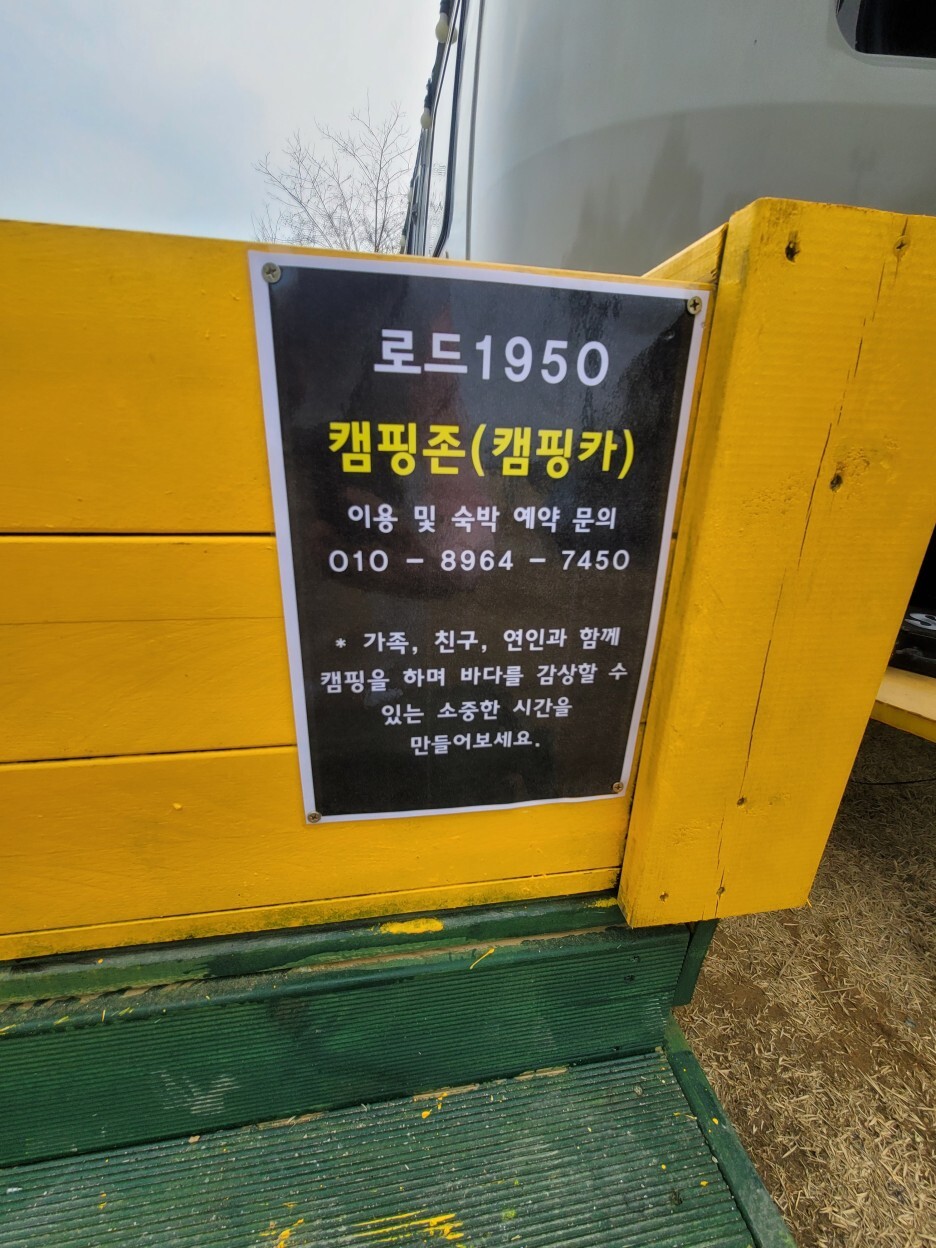 로드1950
캠핑존(캠핑카)
이용 및 숙박 예약 문의
010 - 8964 - 7450
* 가족, 친구, 연인과 함께
캠핑을 하며 바다를 감상할 수
있는 소중한 시간을
만들어보세요.